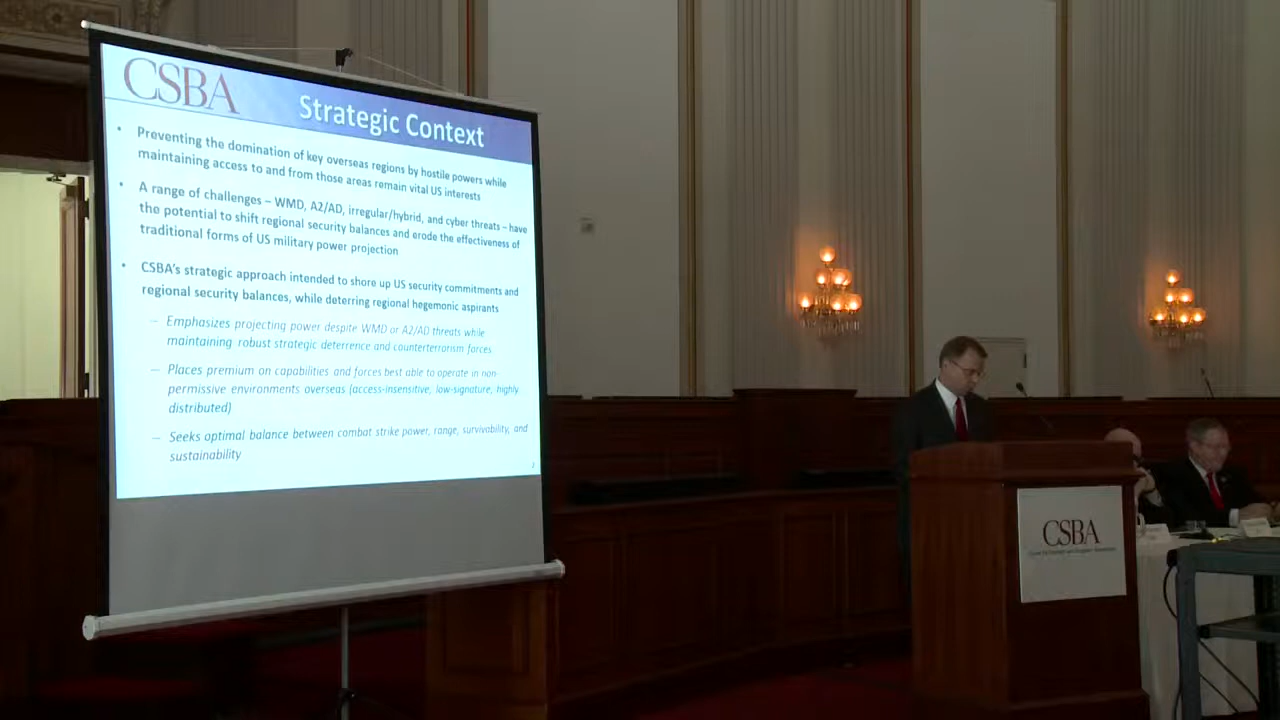 CSBA
Strategic Context
• Preventing the domination of key overseas regions by hostile powers while
maintaining access to and from those areas remain vital US interests
• A range of challenges – WMD, A2/AD, irregular/hybrid, and cyber threats – have
the potential to shift regional security balances and erode the effectiveness of
traditional forms of US military power projection
• CSBA's strategic approach intended to shore up US security commitments and
regional security balances, while deterring regional hegemonic aspirants
– Emphasizes projecting power despite WMD or A2/AD threats while
maintaining robust strategic deterrence and counterterrorism forces
– Places premium on capabilities and forces best able to operate in non-
permissive environments overseas (access-insensitive, low-signature, highly
distributed)
– Seeks optimal balance between combat strike power, range, survivability, and
sustainability
CSBA